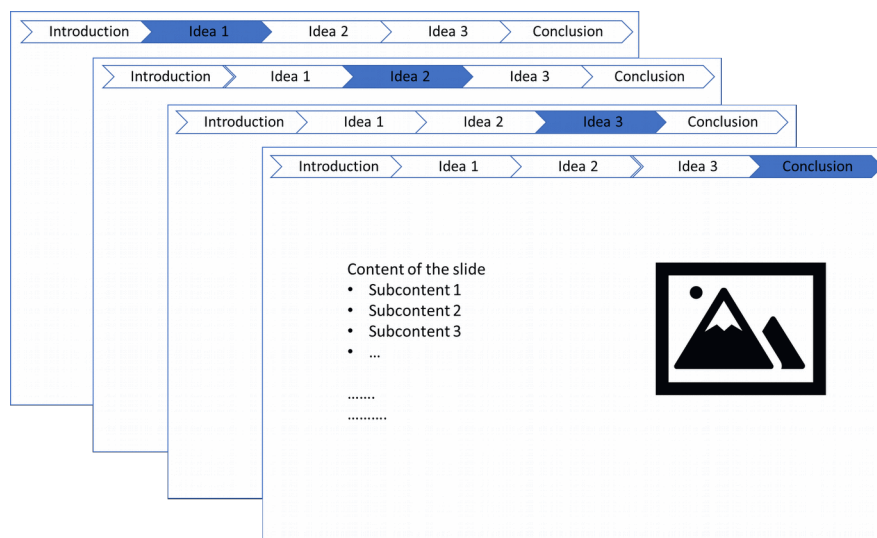 Introduction Idea 1 Idea 2 Idea 3 Conclusion
Introduction Idea 1 Idea 2 Idea 3 Conclusion
Introduction Idea 1 Idea 2 Idea 3 Conclusion
Introduction Idea 1 Idea 2 Idea 3 Conclusion
Content of the slide
• Subcontent 1
• Subcontent 2
• Subcontent 3
• ...
.......
..........